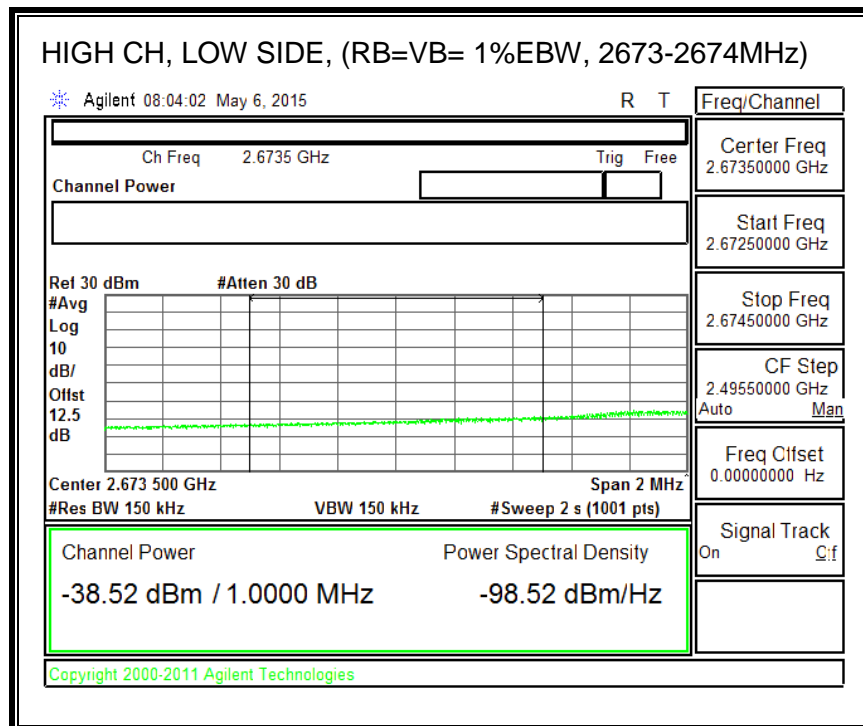 HIGH CH, LOW SIDE, (RB=VB= 1%EBW, 2673-2674MHz)
Agilent 08:04:02 May 6, 2015 R T
Freq/Channel
Ch Freq 2.6735 GHz Trig Free
Channel Power
Center Freq
2.67350000 GHz
Start Freq
2.67250000 GHz
Stop Freq
2.67450000 GHz
CF Step
2.49550000 GHz
Auto Man
Freq Offset
0.00000000 Hz
Signal Track
On Off
Ref 30 dBm #Atten 30 dB
#Avg
Log
10
dB/
Offst
12.5
dB
Center 2.673 500 GHz Span 2 MHz
#Res BW 150 kHz VBW 150 kHz #Sweep 2 s (1001 pts)
Channel Power Power Spectral Density
-38.52 dBm / 1.0000 MHz -98.52 dBm/Hz
Copyright 2000-2011 Agilent Technologies